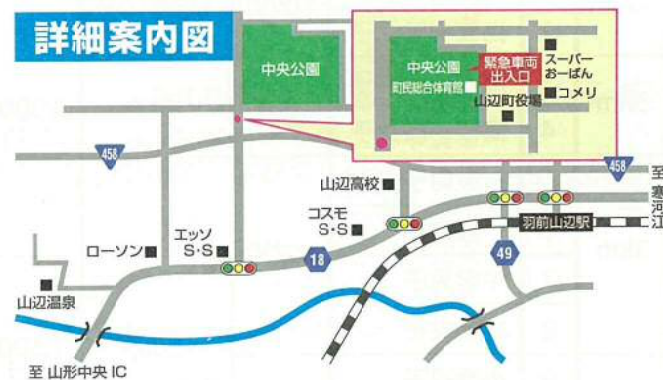 詳細案内図
中央公園
中央公園
町民総合体育館
緊急車両
出入口
スーパー
おーばん
コメリ
山辺町役場
458
458
至
寒
河
江
山辺高校
コスモ
S・S
羽前山辺駅
ローソン
エッソ
S・S
18
49
山辺温泉
至 山形中央 IC